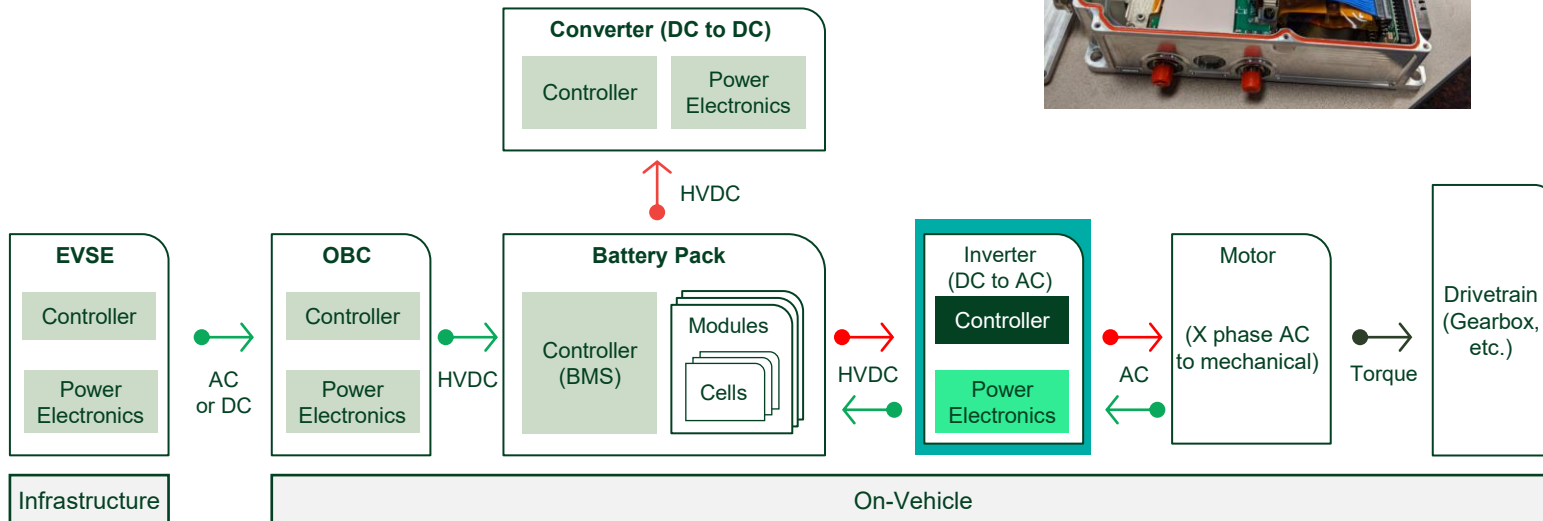 Converter (DC to DC)
Controller
Power
Electronics
HVDC
EVSE
Controller
Power
Electronics
AC
or DC
OBC
Controller
Power
Electronics
HVDC
Battery Pack
Controller
(BMS)
Modules
Cells
HVDC
Inverter
(DC to AC)
Controller
Power
Electronics
AC
Motor
(X phase AC
to mechanical)
Torque
Drivetrain
(Gearbox,
etc.)
Infrastructure
On-Vehicle